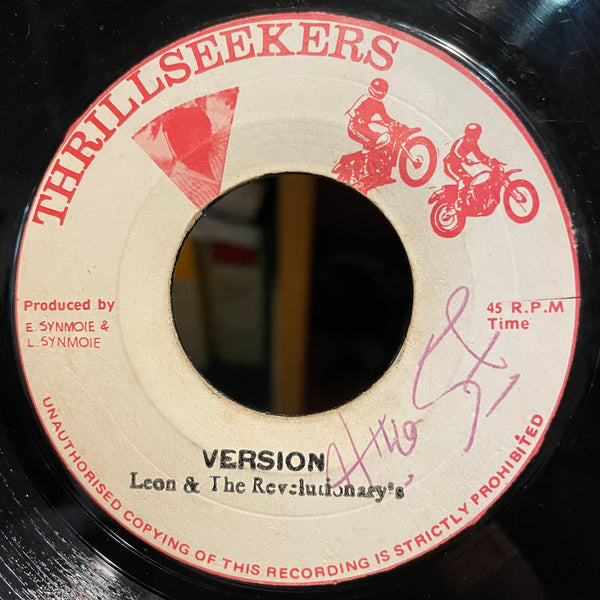 THRILLSEEKERS
Produced by
E. SYNMOIE &
L. SYNMOIE
45 R.P.M
Time
VERSION
Leon & The Revolutionary's
UNAUTHORISED COPYING OF THIS RECORDING IS STRICTLY PROHIBITED